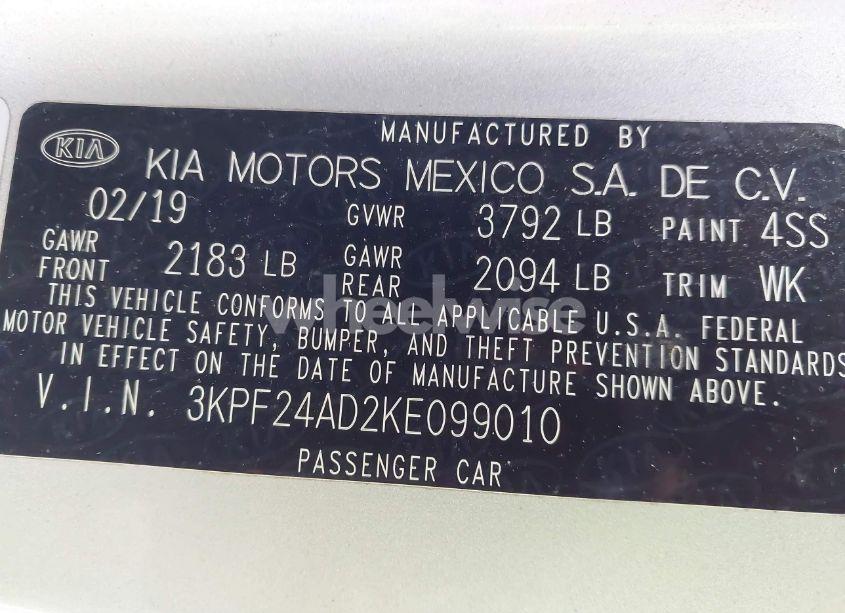 MANUFACTURED BY
KIA KIA MOTORS MEXICO S.A. DE C.V.
02/19 GVWR 3792 LB PAINT 4SS
GAWR FRONT 2183 LB GAWR REAR 2094 LB TRIM WK
THIS VEHICLE CONFORMS TO ALL APPLICABLE U.S.A. FEDERAL
MOTOR VEHICLE SAFETY, BUMPER, AND THEFT PREVENTION STANDARDS
IN EFFECT ON THE DATE OF MANUFACTURE SHOWN ABOVE.
V.I.N. 3KPF24AD2KE099010
PASSENGER CAR
wheelwise